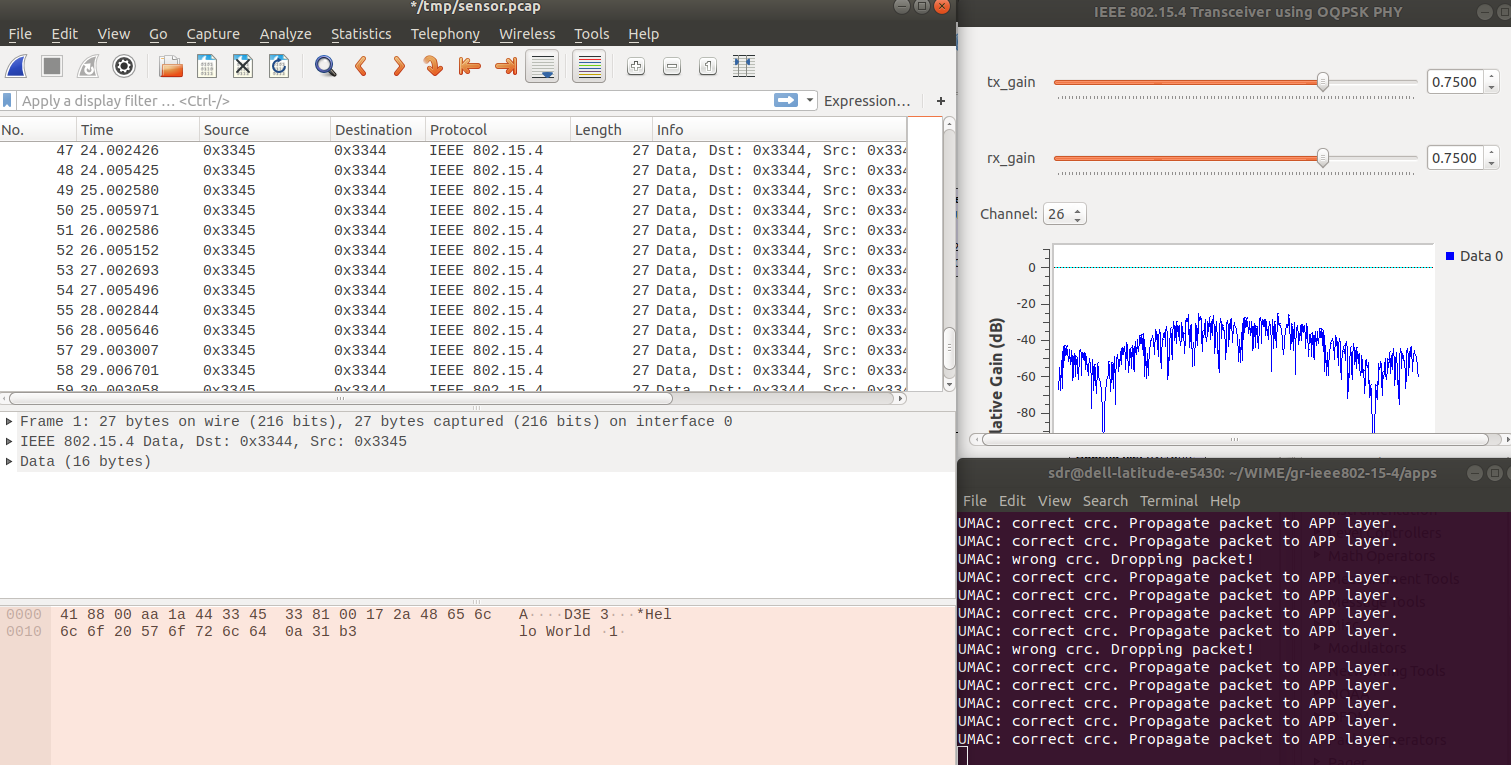 */tmp/sensor.pcap
File Edit View Go Capture Analyze Statistics Telephony Wireless Tools Help
Apply a display filter … <Ctrl-/>
Expression…
+
No. Time Source Destination Protocol Length Info
47 24.002426 0x3345 0x3344 IEEE 802.15.4 27 Data, Dst: 0x3344, Src: 0x334
48 24.005425 0x3345 0x3344 IEEE 802.15.4 27 Data, Dst: 0x3344, Src: 0x334
49 25.002580 0x3345 0x3344 IEEE 802.15.4 27 Data, Dst: 0x3344, Src: 0x334
50 25.005971 0x3345 0x3344 IEEE 802.15.4 27 Data, Dst: 0x3344, Src: 0x334
51 26.002586 0x3345 0x3344 IEEE 802.15.4 27 Data, Dst: 0x3344, Src: 0x334
52 26.005152 0x3345 0x3344 IEEE 802.15.4 27 Data, Dst: 0x3344, Src: 0x334
53 27.002693 0x3345 0x3344 IEEE 802.15.4 27 Data, Dst: 0x3344, Src: 0x334
54 27.005496 0x3345 0x3344 IEEE 802.15.4 27 Data, Dst: 0x3344, Src: 0x334
55 28.002844 0x3345 0x3344 IEEE 802.15.4 27 Data, Dst: 0x3344, Src: 0x334
56 28.005646 0x3345 0x3344 IEEE 802.15.4 27 Data, Dst: 0x3344, Src: 0x334
57 29.003007 0x3345 0x3344 IEEE 802.15.4 27 Data, Dst: 0x3344, Src: 0x334
58 29.006701 0x3345 0x3344 IEEE 802.15.4 27 Data, Dst: 0x3344, Src: 0x334
59 30.003058 0x3345 0x3344 IEEE 802.15.4 27 Data, Dst: 0x3344, Src: 0x334
Frame 1: 27 bytes on wire (216 bits), 27 bytes captured (216 bits) on interface 0
IEEE 802.15.4 Data, Dst: 0x3344, Src: 0x3345
Data (16 bytes)
0000 41 88 00 aa 1a 44 33 45 33 81 00 17 2a 48 65 6c A····D3E 3···*Hel
0010 6c 6f 20 57 6f 72 6c 64 0a 31 b3 lo World ·1·
IEEE 802.15.4 Transceiver using OQPSK PHY
tx_gain 0.7500
rx_gain 0.7500
Channel: 26
Data 0
0
-20
-40
-60
-80
lative Gain (dB)
sdr@dell-latitude-e5430: ~/WIME/gr-ieee802-15-4/apps
File Edit View Search Terminal Help
UMAC: correct crc. Propagate packet to APP layer.
UMAC: correct crc. Propagate packet to APP layer.
UMAC: wrong crc. Dropping packet!
UMAC: correct crc. Propagate packet to APP layer.
UMAC: correct crc. Propagate packet to APP layer.
UMAC: correct crc. Propagate packet to APP layer.
UMAC: correct crc. Propagate packet to APP layer.
UMAC: wrong crc. Dropping packet!
UMAC: correct crc. Propagate packet to APP layer.
UMAC: correct crc. Propagate packet to APP layer.
UMAC: correct crc. Propagate packet to APP layer.
UMAC: correct crc. Propagate packet to APP layer.
UMAC: correct crc. Propagate packet to APP layer.
Math Operators
Modulators